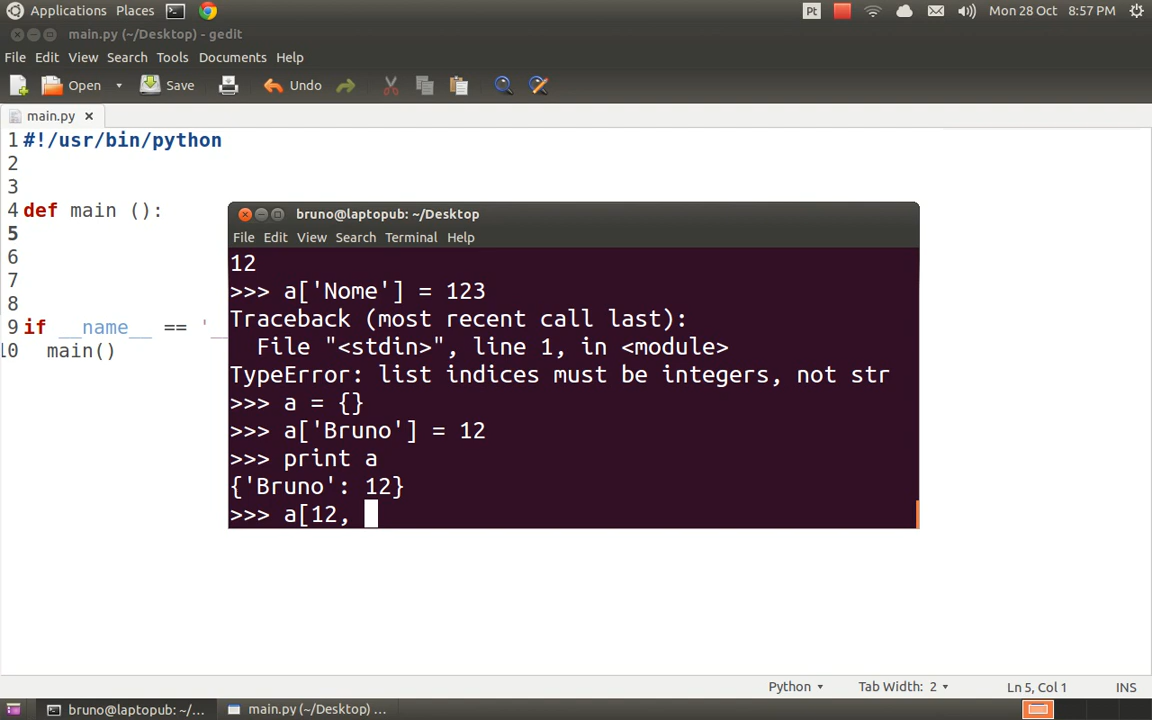 Applications Places Pt Mon 28 Oct 8:57 PM
main.py (~/Desktop) - gedit
File Edit View Search Tools Documents Help
Open Save Undo
main.py
1 #!/usr/bin/python
2
3
4 def main ():
5
6
7
8
9 if __name__ == '__
10 main()
bruno@laptopub: ~/Desktop
File Edit View Search Terminal Help
12
>>> a['Nome'] = 123
Traceback (most recent call last):
File "<stdin>", line 1, in <module>
TypeError: list indices must be integers, not str
>>> a = {}
>>> a['Bruno'] = 12
>>> print a
{'Bruno': 12}
>>> a[12,
Python Tab Width: 2 Ln 5, Col 1 INS
bruno@laptopub: ~/... main.py (~/Desktop) ...